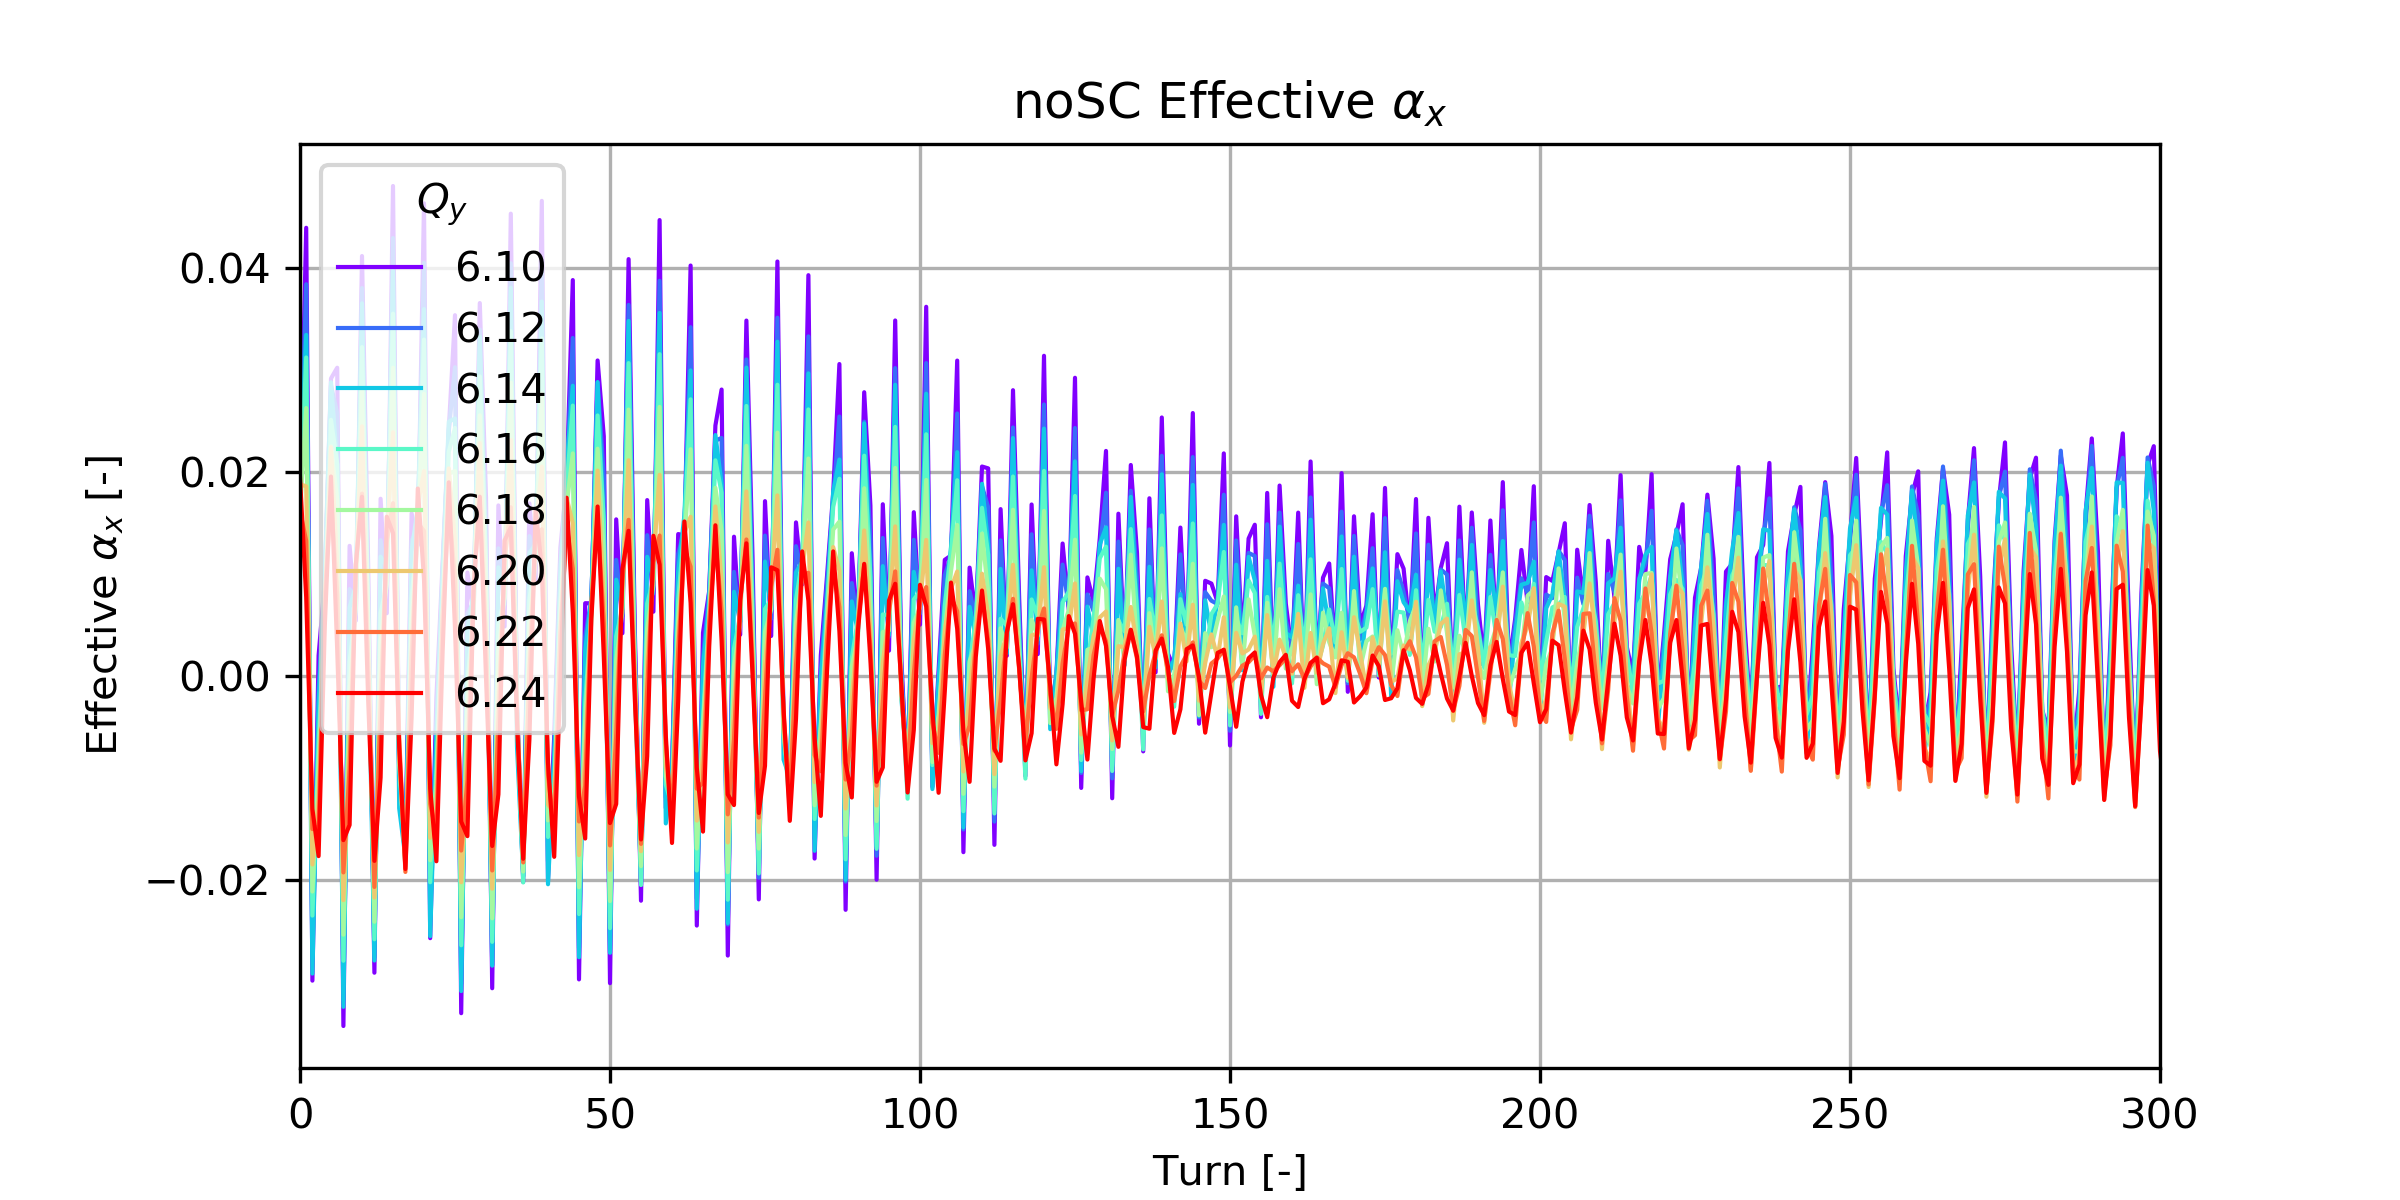 noSC Effective αx
Effective αx [-]
0.04
0.02
0.00
−0.02
Qy
6.10
6.12
6.14
6.16
6.18
6.20
6.22
6.24
0 50 100 150 200 250 300
Turn [-]